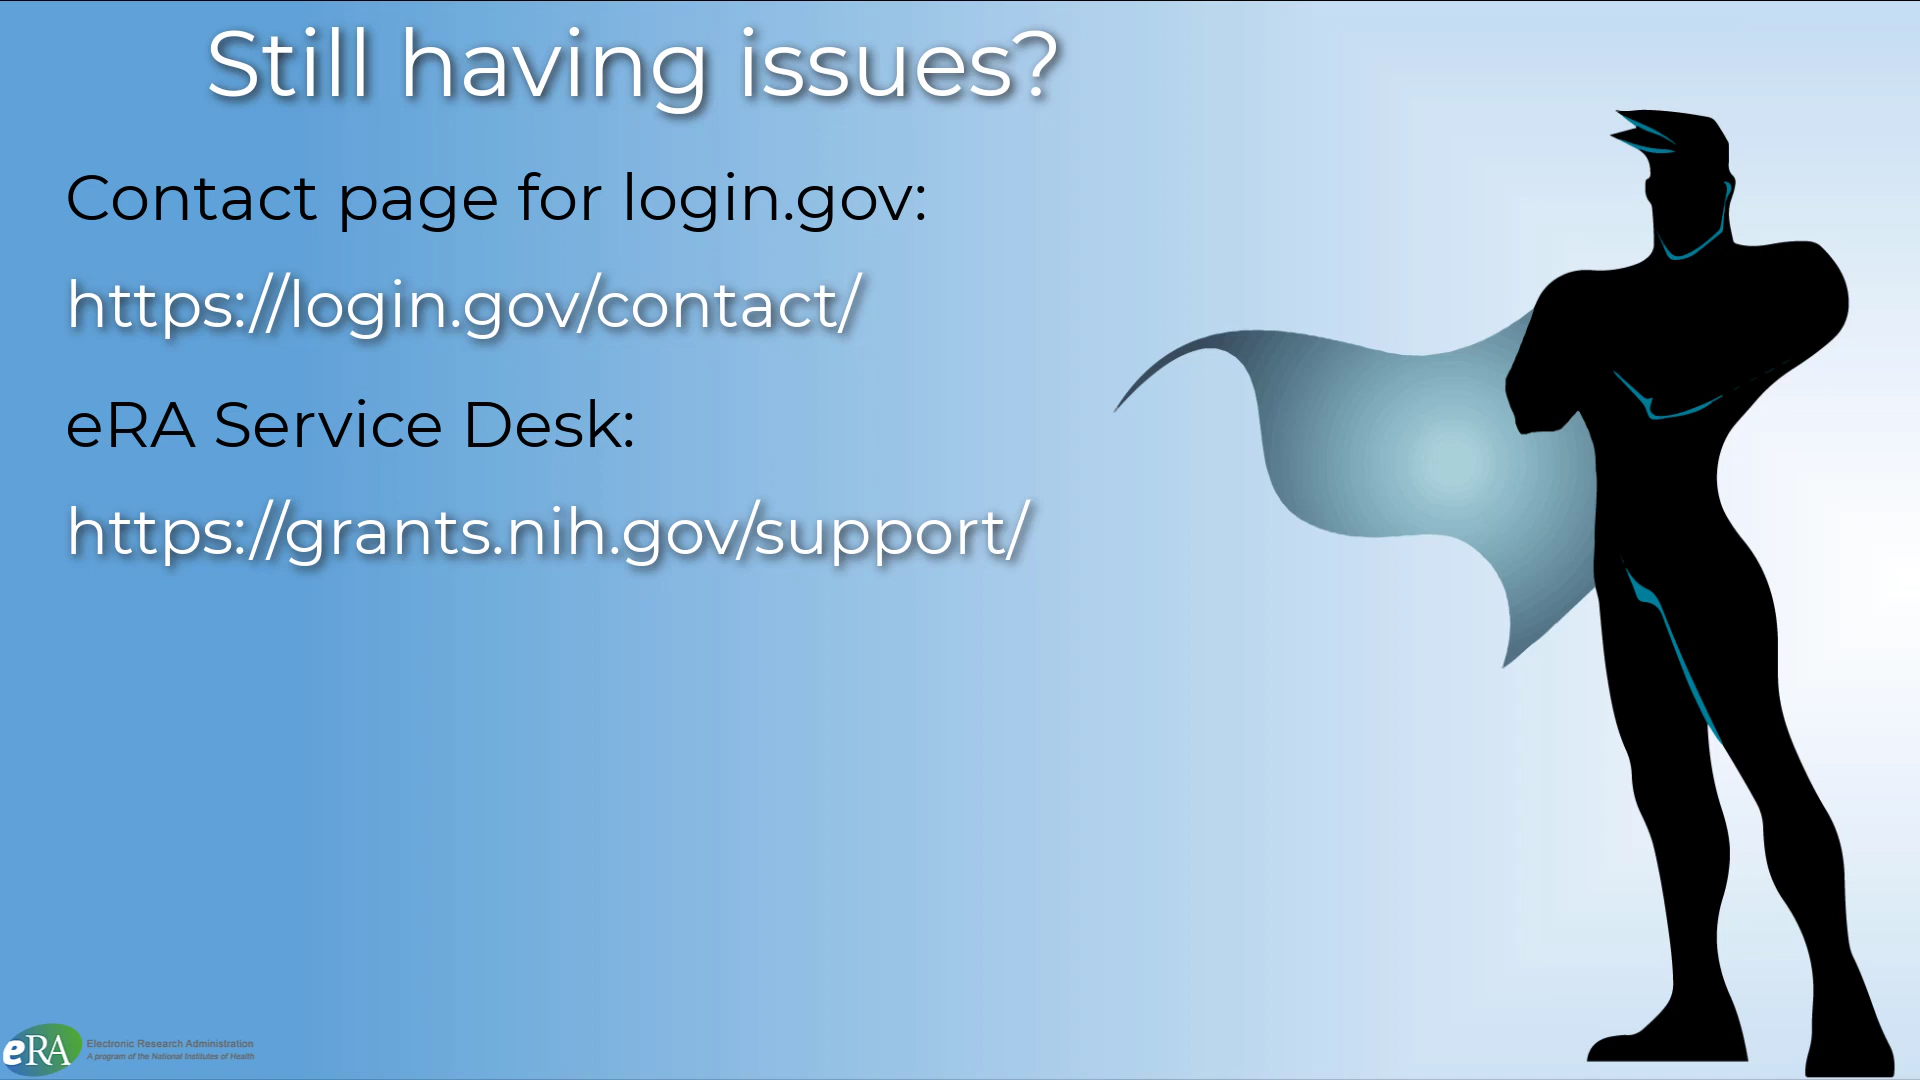 Still having issues?
Contact page for login.gov:
https://login.gov/contact/
eRA Service Desk:
https://grants.nih.gov/support/
eRA
Electronic Research Administration
A program of the National Institutes of Health